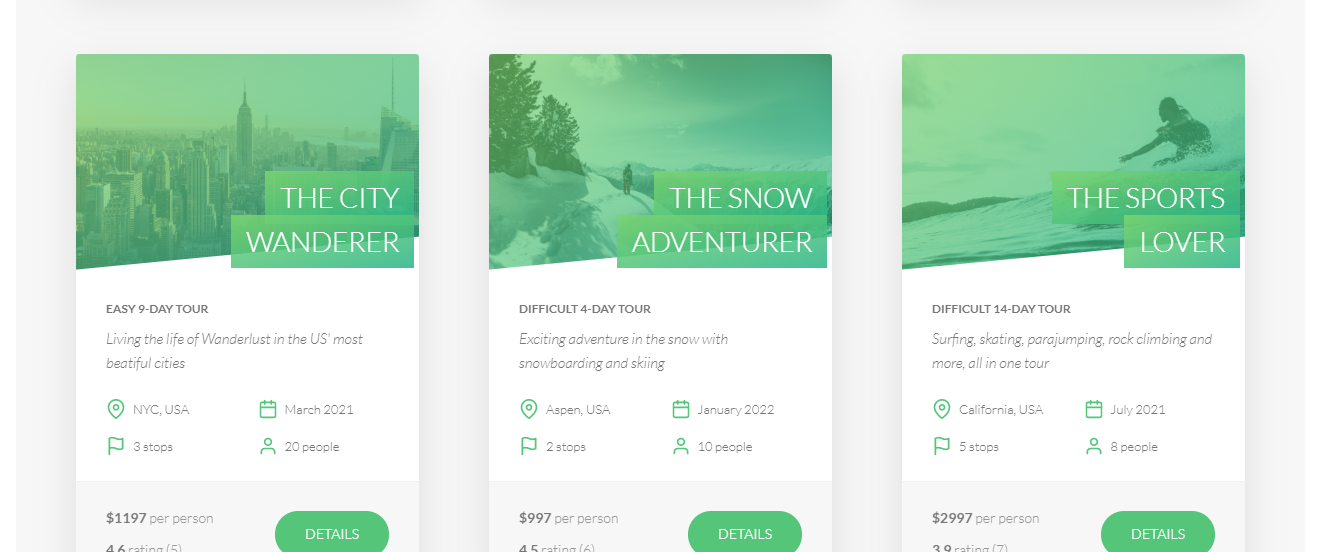 THE CITY
WANDERER
EASY 9-DAY TOUR
Living the life of Wanderlust in the US' most
beatiful cities
NYC, USA
March 2021
3 stops
20 people
$1197 per person
4.6 rating (5)
DETAILS
THE SNOW
ADVENTURER
DIFFICULT 4-DAY TOUR
Exciting adventure in the snow with
snowboarding and skiing
Aspen, USA
January 2022
2 stops
10 people
$997 per person
4.5 rating (6)
DETAILS
THE SPORTS
LOVER
DIFFICULT 14-DAY TOUR
Surfing, skating, parajumping, rock climbing and
more, all in one tour
California, USA
July 2021
5 stops
8 people
$2997 per person
3.9 rating (7)
DETAILS